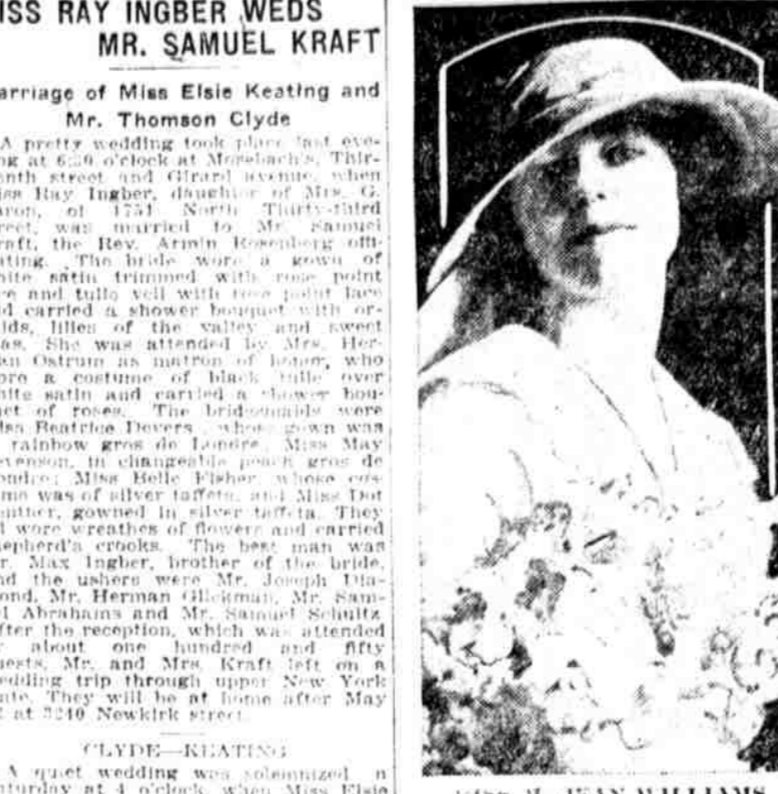 ISS RAY INGBER WEDS
MR. SAMUEL KRAFT
arriage of Miss Elsie Keating and
Mr. Thomson Clyde
A pretty wedding took place last eve-
ng at 6:30 o'clock at Mosebach's, Thir-
enth street and Girard avenue, when
iss Ray Ingber, daughter of Mrs. G.
aron, of 1751 North Thirty-third
reet, was married to Mr. Samuel
raft, the Rev. Armin Rosenberg offi-
ating. The bride wore a gown of
hite satin trimmed with rose point
ce and tulle veil with rose point lace
d carried a shower bouquet with or-
ids, lilies of the valley and sweet
as. She was attended by Mrs. Her-
an Ostrum as matron of honor, who
ore a costume of black tulle over
hite satin and carried a shower bou-
et of roses. The bridesmaids were
iss Beatrice Devers, whose gown was
rainbow gros de Londre, Miss May
evenson, in changeable peach gros de
ondre; Miss Belle Fisher, whose cos-
me was of silver taffeta, and Miss Dot
enther, gowned in silver taffeta. They
l wore wreathes of flowers and carried
epherd's crooks. The best man was
r. Max Ingber, brother of the bride,
nd the ushers were Mr. Joseph Dia-
ond, Mr. Herman Glickman, Mr. Sam-
el Abrahams and Mr. Samuel Schultz
fter the reception, which was attended
about one hundred and fifty
uests, Mr. and Mrs. Kraft left on a
edding trip through upper New York
ate. They will be at home after May
at 3240 Newkirk street.
CLYDE—KEATING
A quiet wedding was solemnized
aturday at 4 o'clock, when Miss Elsie
WILLIAMS